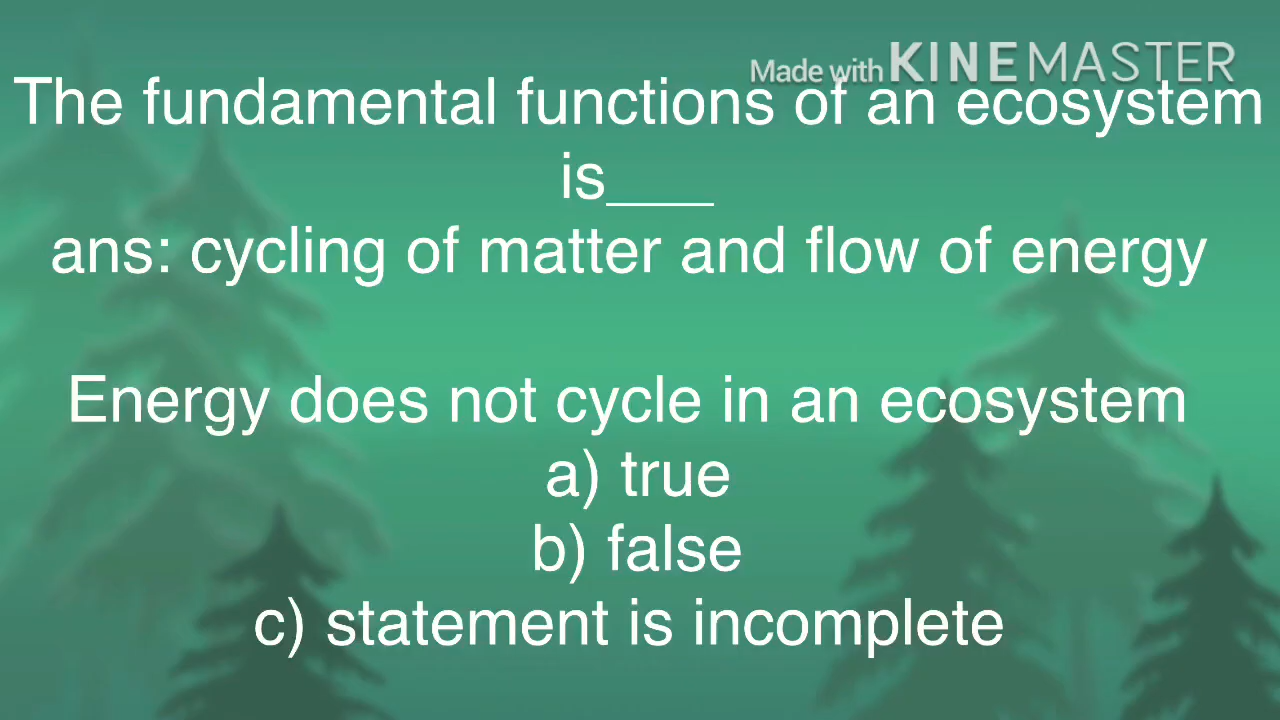 Made with KINEMASTER
The fundamental functions of an ecosystem
is____
ans: cycling of matter and flow of energy
Energy does not cycle in an ecosystem
a) true
b) false
c) statement is incomplete